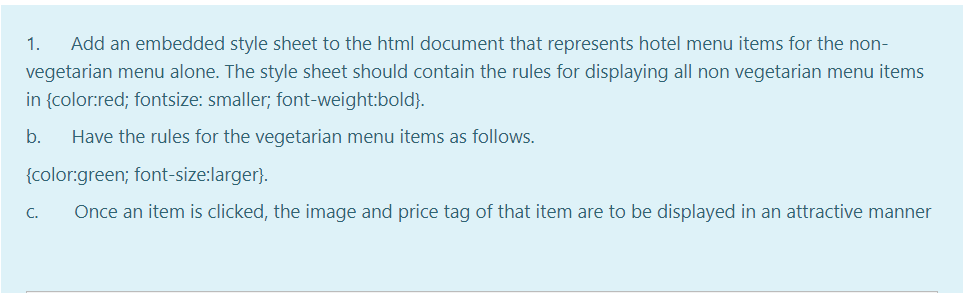 1. Add an embedded style sheet to the html document that represents hotel menu items for the non-
vegetarian menu alone. The style sheet should contain the rules for displaying all non vegetarian menu items
in {color:red; fontsize: smaller; font-weight:bold}.
b. Have the rules for the vegetarian menu items as follows.
{color:green; font-size:larger}.
c. Once an item is clicked, the image and price tag of that item are to be displayed in an attractive manner